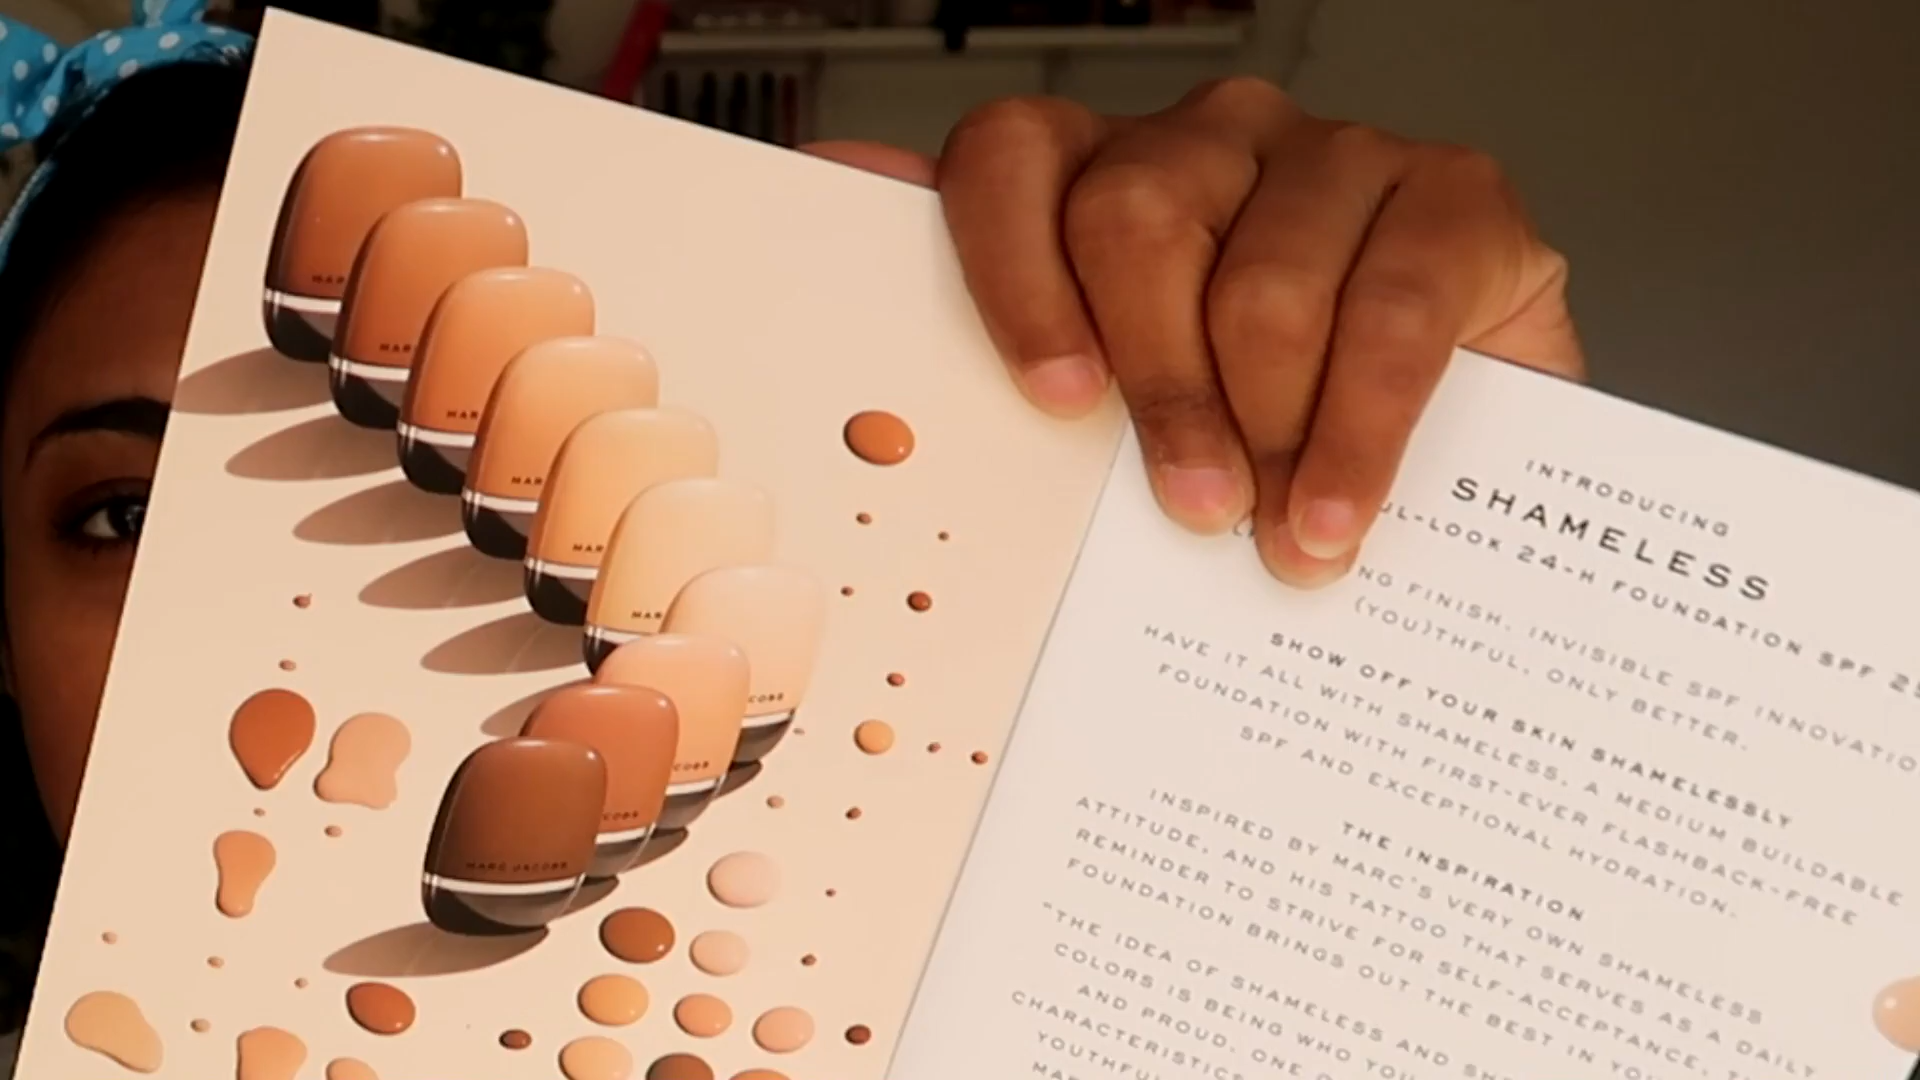 MARC JACOBS
INTRODUCING
SHAMELESS
UL-LOOK 24-H FOUNDATION SPF 25
NG FINISH. INVISIBLE SPF INNOVATIO
(YOU)THFUL, ONLY BETTER.
SHOW OFF YOUR SKIN SHAMELESSLY
HAVE IT ALL WITH SHAMELESS, A MEDIUM BUILDABLE
FOUNDATION WITH FIRST-EVER FLASHBACK-FREE
SPF AND EXCEPTIONAL HYDRATION.
THE INSPIRATION
INSPIRED BY MARC'S VERY OWN SHAMELESS
ATTITUDE, AND HIS TATTOO THAT SERVES AS A DAILY
REMINDER TO STRIVE FOR SELF-ACCEPTANCE,
FOUNDATION BRINGS OUT THE BEST IN YOU
"THE IDEA OF SHAMELESS AND
COLORS IS BEING WHO YOU
AND PROUD. ONE
CHARACTERISTICS
YOUTHFU